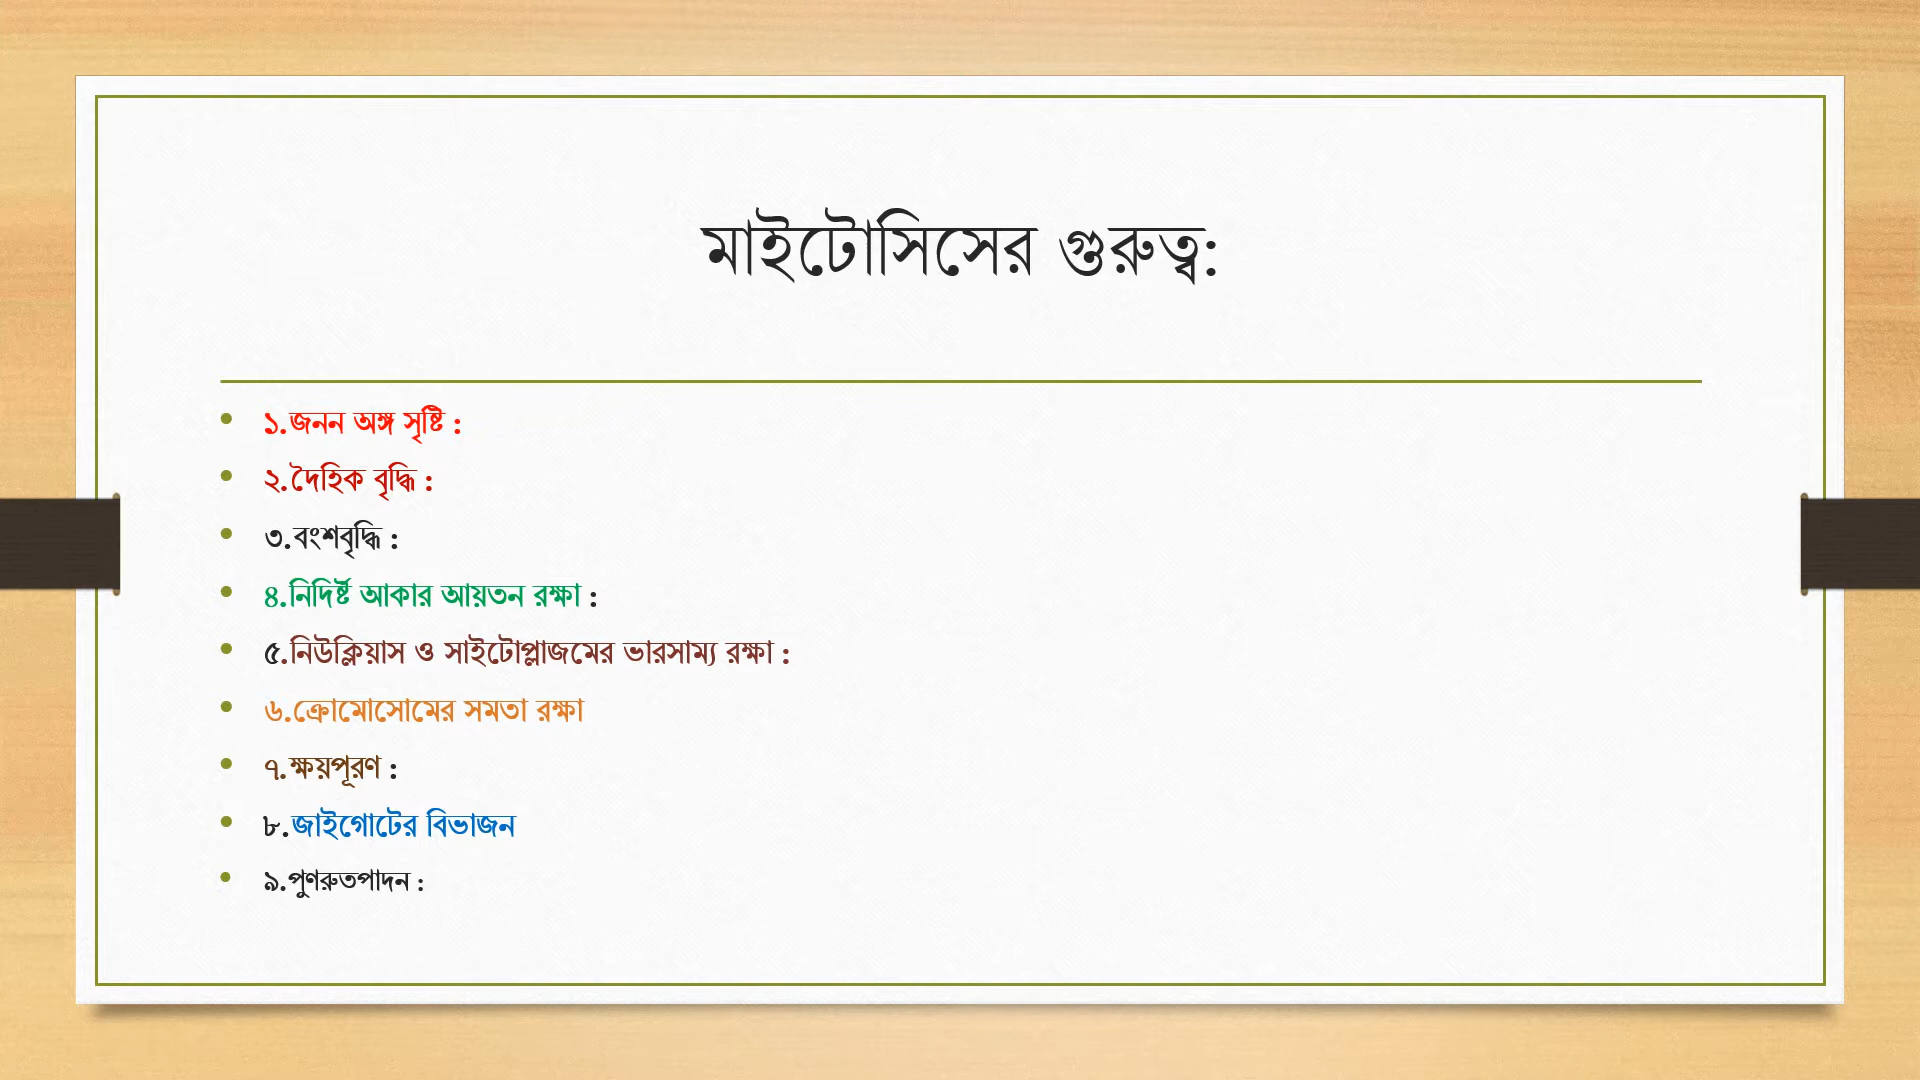 মাইটোসিসের গুরুত্ব:
• ১.জনন অঙ্গ সৃষ্টি :
• ২.দৈহিক বৃদ্ধি :
• ৩.বংশবৃদ্ধি :
• ৪.নিদির্ষ্ট আকার আয়তন রক্ষা :
• ৫.নিউক্লিয়াস ও সাইটোপ্লাজমের ভারসাম্য রক্ষা :
• ৬.ক্রোমোসোমের সমতা রক্ষা
• ৭.ক্ষয়পূরণ :
• ৮.জাইগোটের বিভাজন
• ৯.পুণরুতপাদন :